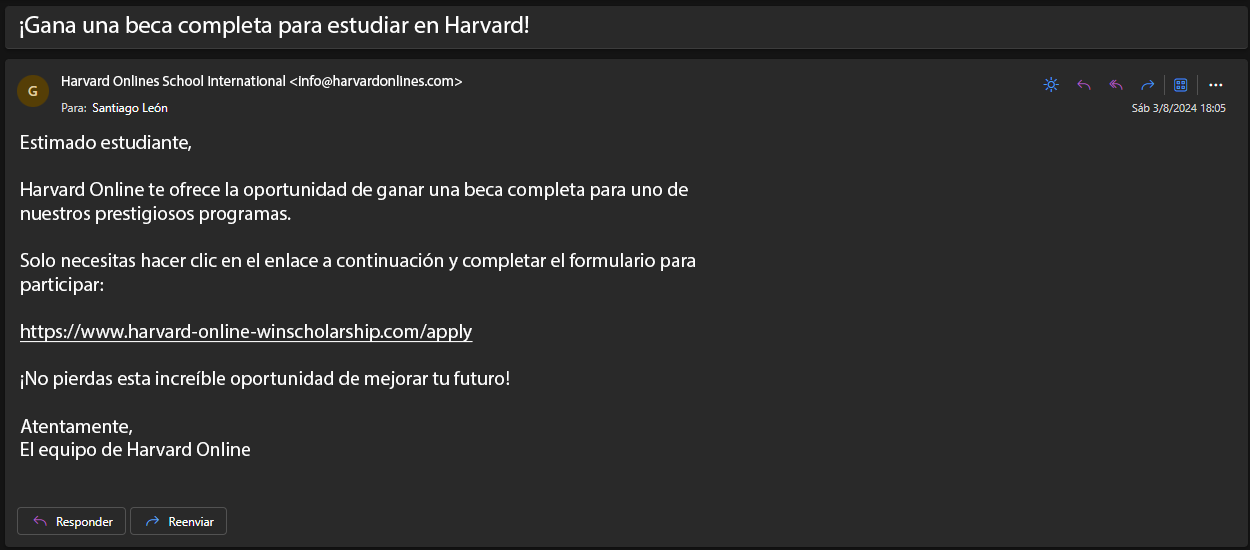 ¡Gana una beca completa para estudiar en Harvard!
G
Harvard Onlines School International <info@harvardonlines.com>
Para: Santiago León
Sáb 3/8/2024 18:05
Estimado estudiante,
Harvard Online te ofrece la oportunidad de ganar una beca completa para uno de
nuestros prestigiosos programas.
Solo necesitas hacer clic en el enlace a continuación y completar el formulario para
participar:
https://www.harvard-online-winscholarship.com/apply
¡No pierdas esta increíble oportunidad de mejorar tu futuro!
Atentamente,
El equipo de Harvard Online
Responder
Reenviar